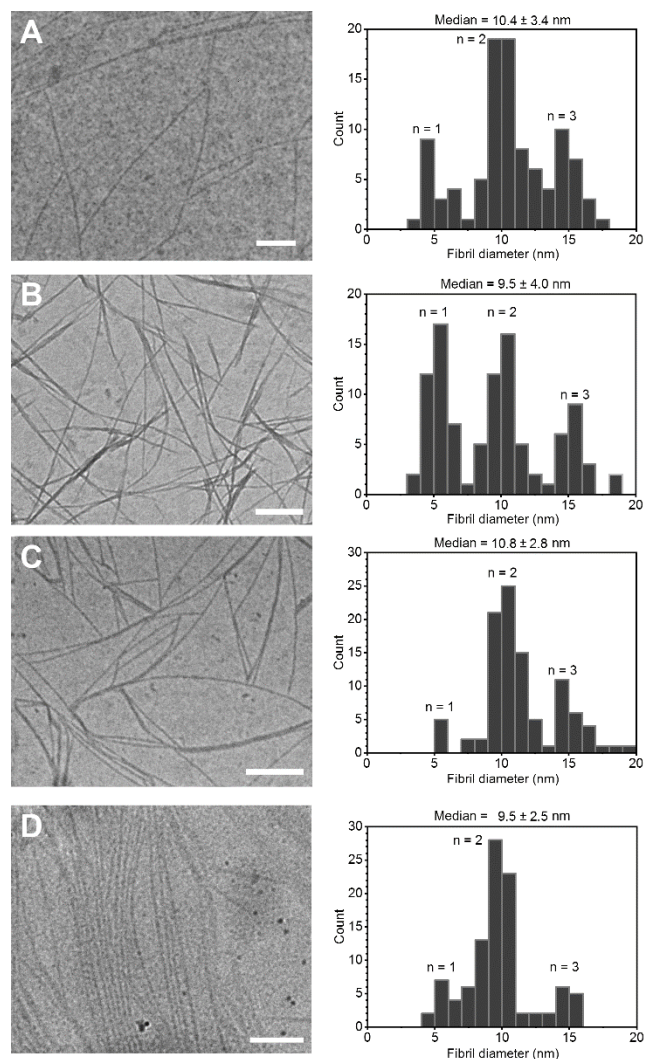 A
Median = 10.4 ± 3.4 nm
20
n = 2
15
n = 3
n = 1
Count
10
5
0
0 5 10 15 20
Fibril diameter (nm)
B
Median = 9.5 ± 4.0 nm
20
n = 1
n = 2
15
n = 3
Count
10
5
0
0 5 10 15 20
Fibril diameter (nm)
C
Median = 10.8 ± 2.8 nm
30
n = 2
25
20
Count
15
n = 3
10
n = 1
5
0
0 5 10 15 20
Fibril diameter (nm)
D
Median = 9.5 ± 2.5 nm
30
n = 2
25
20
Count
15
10
n = 1
n = 3
5
0
0 5 10 15 20
Fibril diameter (nm)